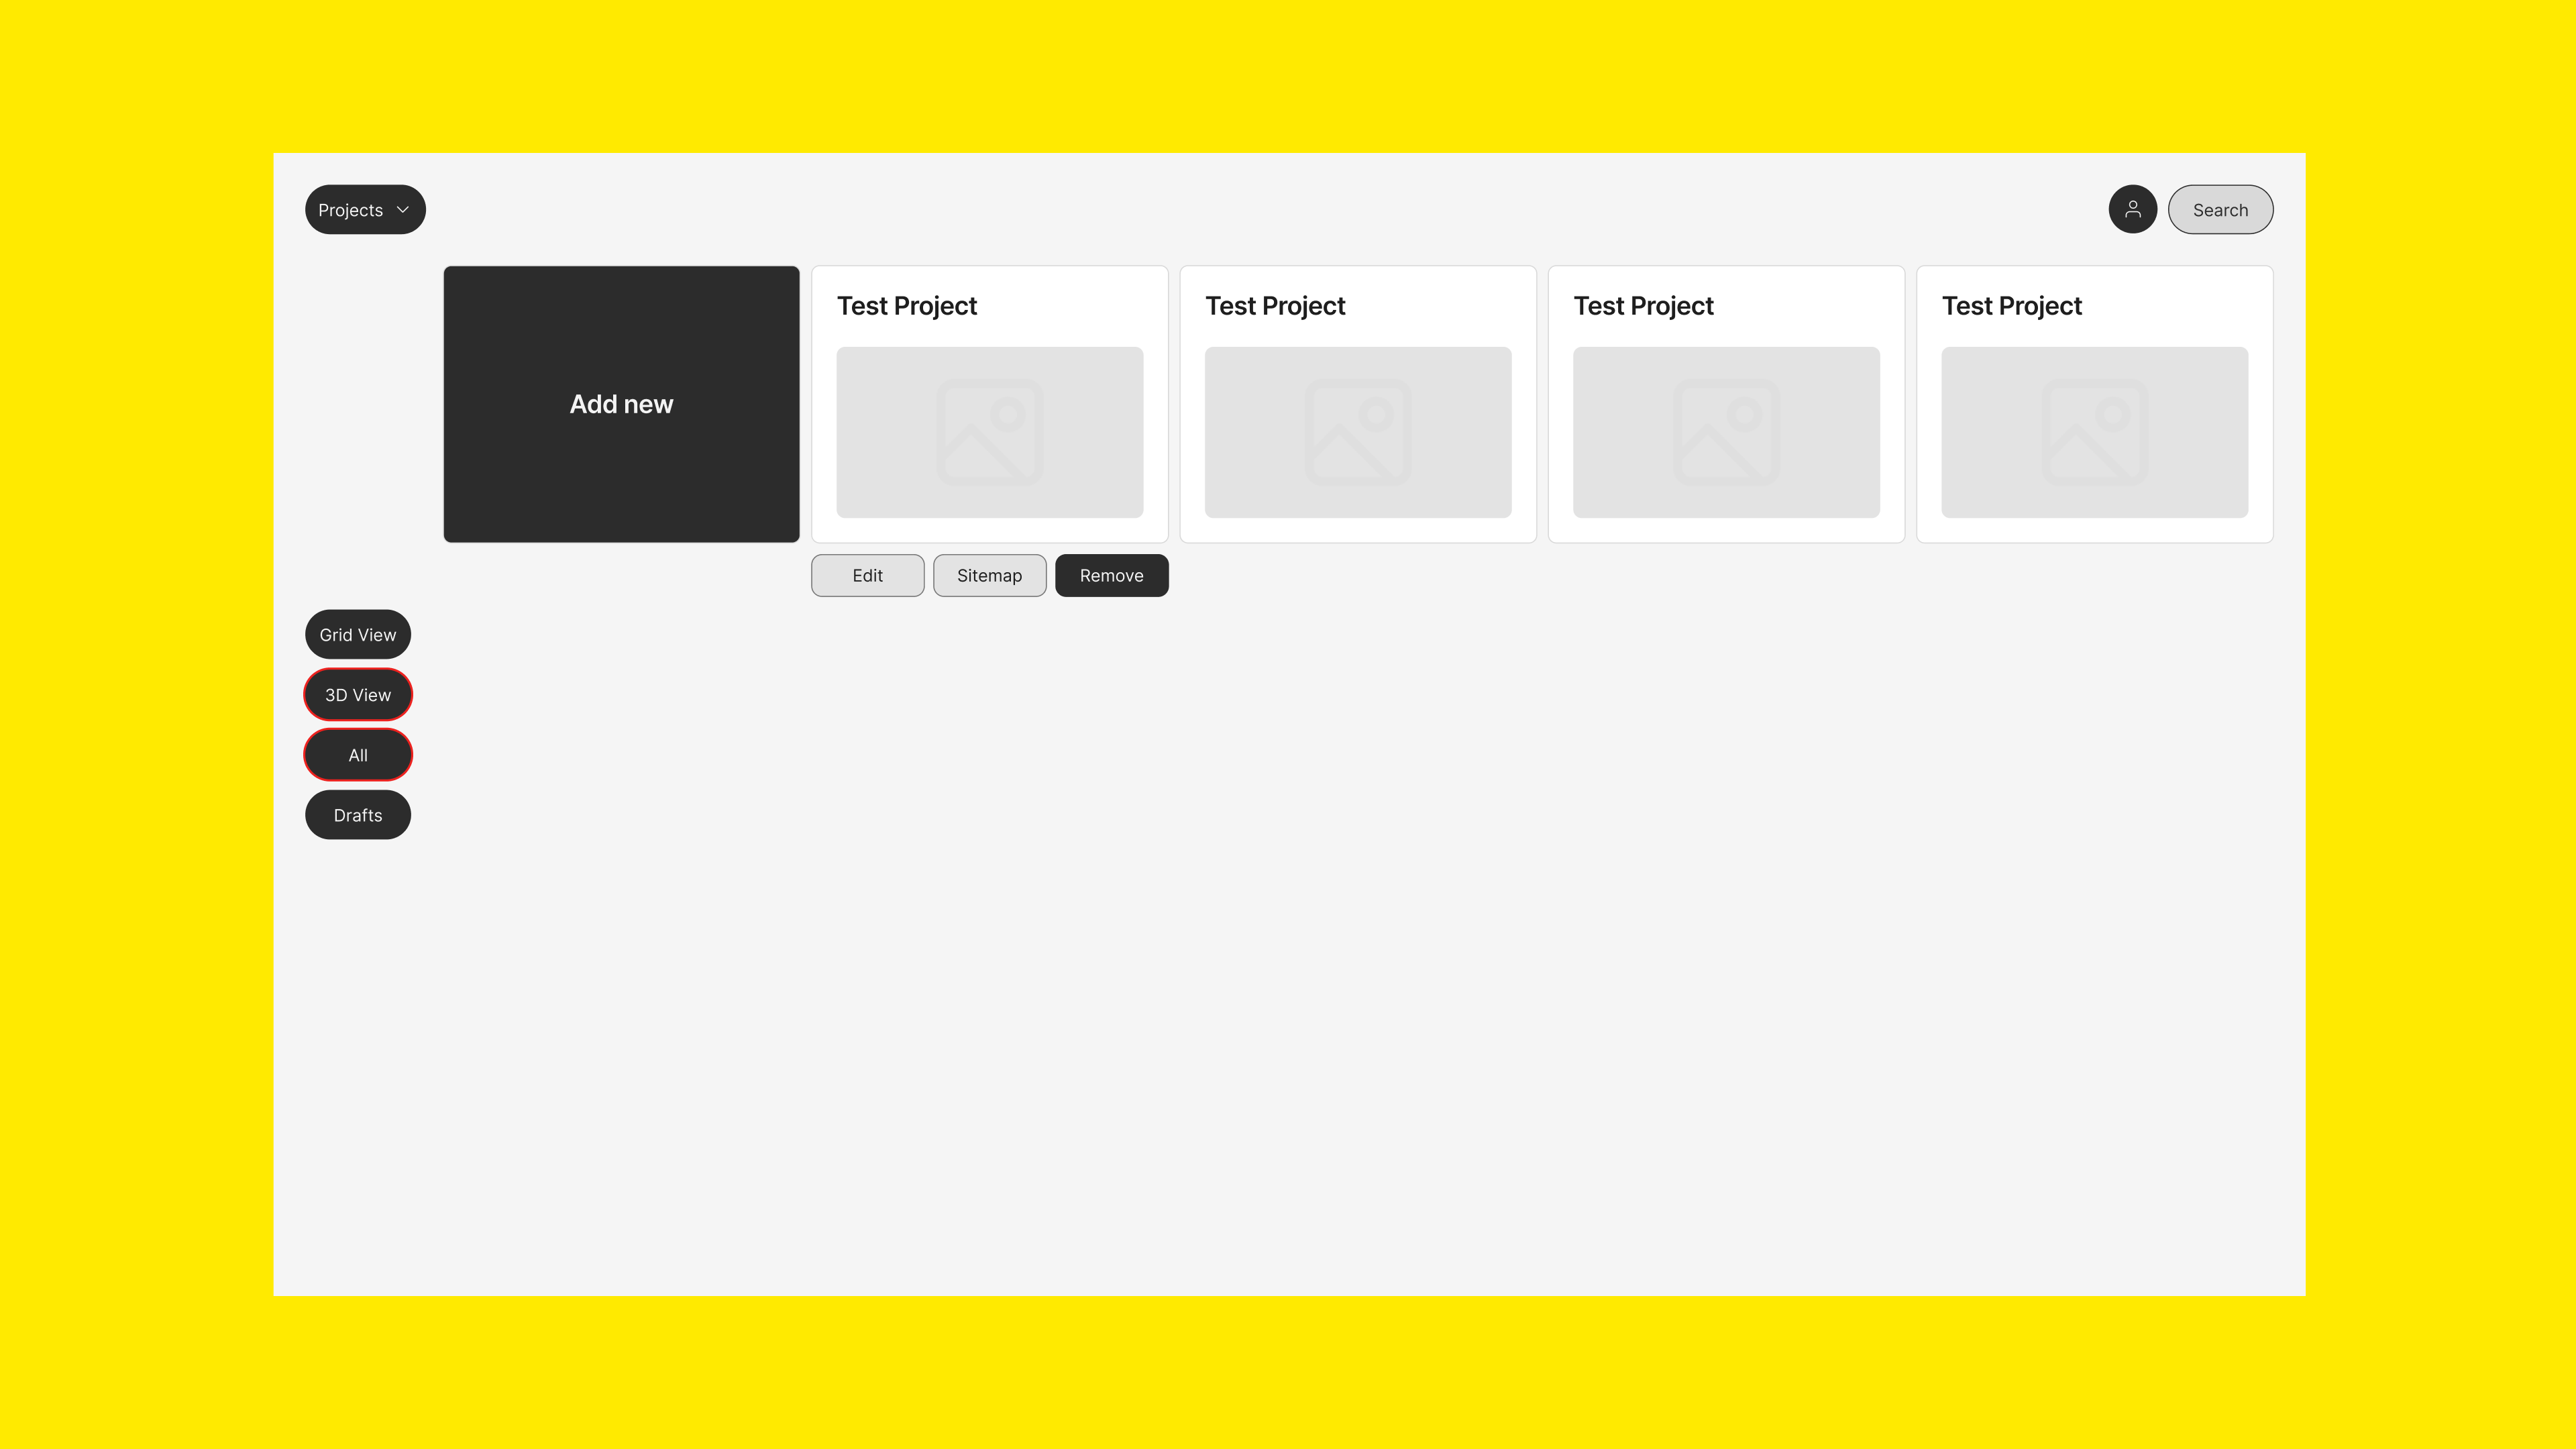 Projects
Search
Add new
Test Project
Test Project
Test Project
Test Project
Edit
Sitemap
Remove
Grid View
3D View
All
Drafts